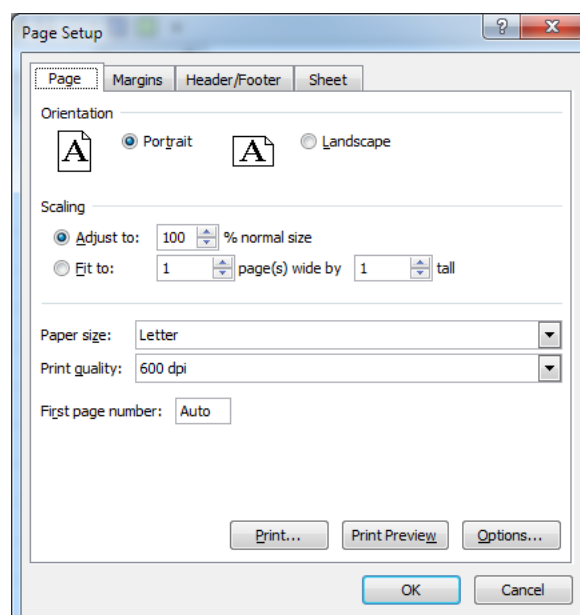 Page Setup
?
X
Page Margins Header/Footer Sheet
Orientation
A Portrait A Landscape
Scaling
Adjust to: 100 % normal size
Fit to: 1 page(s) wide by 1 tall
Paper size: Letter
Print quality: 600 dpi
First page number: Auto
Print... Print Preview Options...
OK Cancel